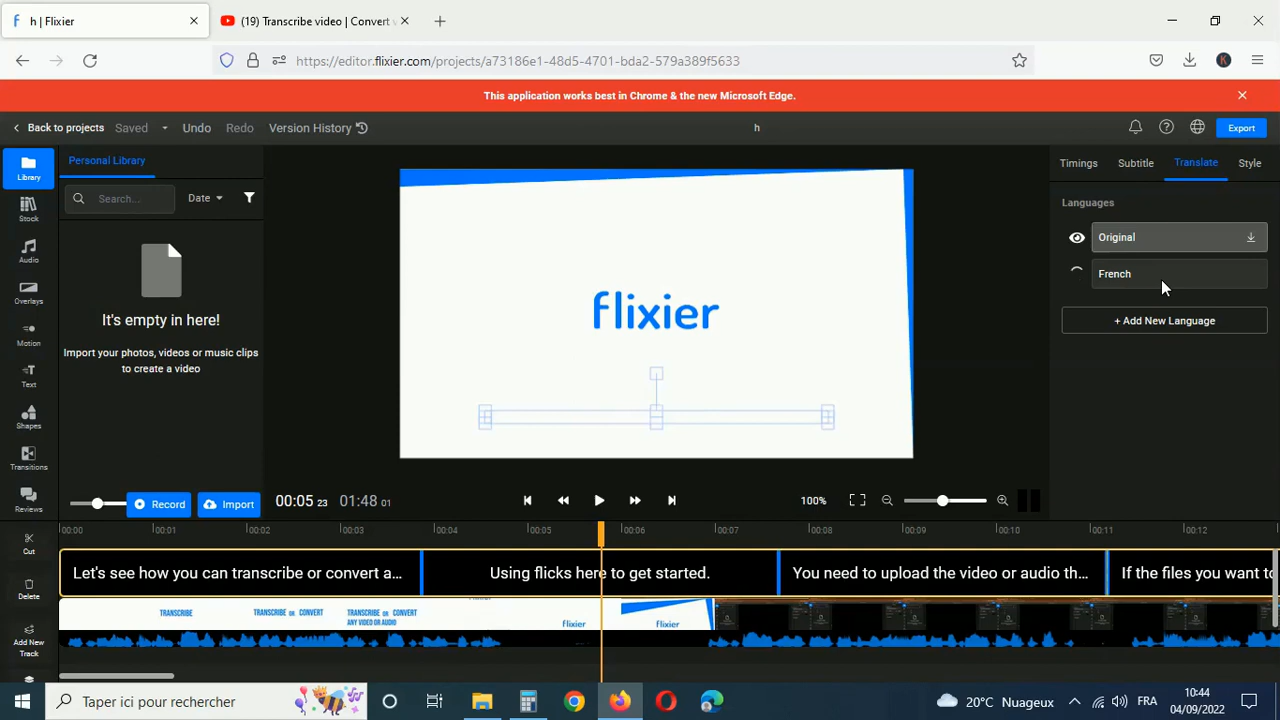 h | Flixier
(19) Transcribe video | Convert v
https://editor.flixier.com/projects/a73186e1-48d5-4701-bda2-579a389f5633
This application works best in Chrome & the new Microsoft Edge.
Back to projects
Saved
Undo
Redo
Version History
h
Export
Library
Stock
Audio
Overlays
Motion
Text
Shapes
Transitions
Reviews
Personal Library
Search...
Date
It's empty in here!
Import your photos, videos or music clips
to create a video
Record
Import
flixier
Timings
Subtitle
Translate
Style
Languages
Original
French
+ Add New Language
00:05 23
01:48 01
100%
Cut
Delete
Add New
Track
00:00
00:01
00:02
00:03
00:04
00:05
00:06
00:07
00:08
00:09
00:10
00:11
00:12
Let's see how you can transcribe or convert a...
Using flicks here to get started.
You need to upload the video or audio th...
If the files you want to
TRANSCRIBE
TRANSCRIBE OR CONVERT
TRANSCRIBE OR CONVERT
ANY VIDEO OR AUDIO
flixier
flixier
Taper ici pour rechercher
20°C Nuageux
FRA
10:44
04/09/2022